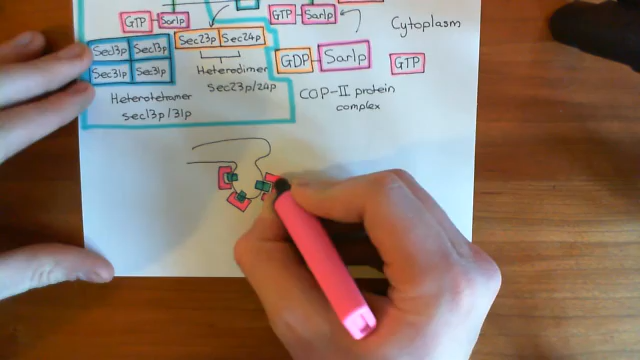 GTP Sar1p
GTP Sar1p
Cytoplasm
Sec13p Sec13p
Sec31p Sec31p
Sec23p Sec24p
Heterodimer
sec23p/24p
GDP Sar1p
GTP
Heterotetramer
sec13p/31p
COP-II protein
complex